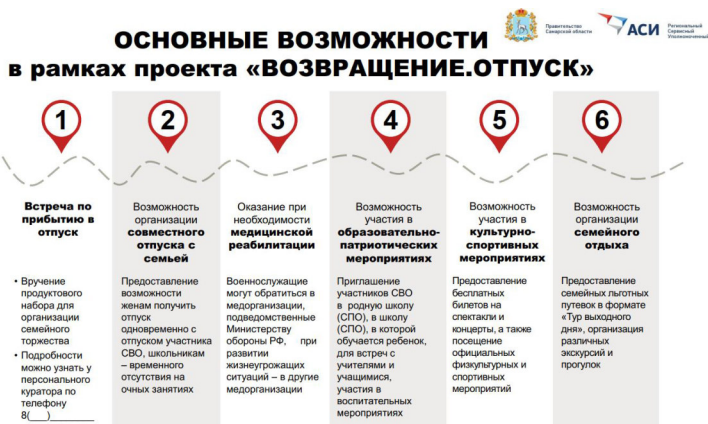 ОСНОВНЫЕ ВОЗМОЖНОСТИ
в рамках проекта «ВОЗВРАЩЕНИЕ.ОТПУСК»
Правительство
Самарской области
АСИ
Региональный
Сервисный
Уполномоченный
1
2
3
4
5
6
Встреча по
прибытию в
отпуск
• Вручение
продуктового
набора для
организации
семейного
торжества
• Подробности
можно узнать у
персонального
куратора по
телефону
8(___)________
Возможность
организации
совместного
отпуска с
семьей
Предоставление
возможности
женам получить
отпуск
одновременно с
отпуском участника
СВО, школьникам
– временного
отсутствия на
очных занятиях
Оказание при
необходимости
медицинской
реабилитации
Военнослужащие
могут обратиться в
медорганизации,
подведомственные
Министерству
обороны РФ, при
развитии
жизнеугрожащих
ситуаций – в другие
медорганизации
Возможность
участия в
образовательно-
патриотических
мероприятиях
Приглашение
участников СВО
в родную школу
(СПО), в школу
(СПО), в которой
обучается ребенок,
для встреч с
учителями и
учащимися,
участия в
воспитательных
мероприятиях
Возможность
участия в
культурно-
спортивных
мероприятиях
Предоставление
бесплатных
билетов на
спектакли и
концерты, а также
посещение
официальных
физкультурных и
спортивных
мероприятий
Возможность
организации
семейного
отдыха
Предоставление
семейных льготных
путевок в формате
«Тур выходного
дня», организация
различных
экскурсий и
прогулок